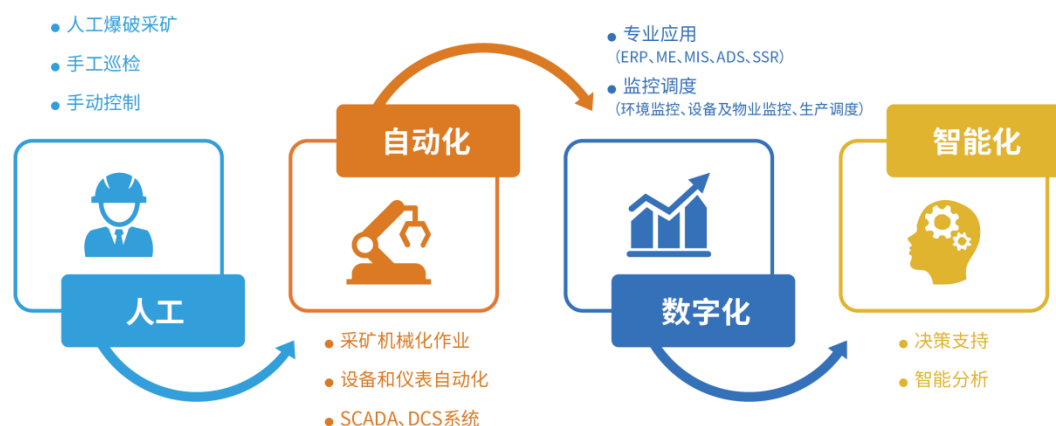 人工爆破采矿
手工巡检
手动控制
人工
自动化
采矿机械化作业
设备和仪表自动化
SCADA、DCS系统
专业应用
(ERP、ME、MIS、ADS、SSR)
监控调度
(环境监控、设备及物业监控、生产调度)
数字化
智能化
决策支持
智能分析